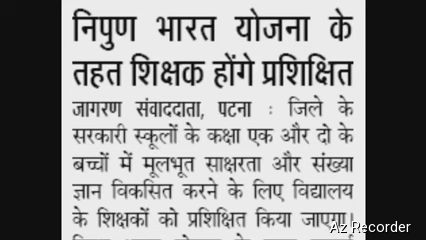 निपुण भारत योजना के
तहत शिक्षक होंगे प्रशिक्षित
जागरण संवाददाता, पटना : जिले के
सरकारी स्कूलों के कक्षा एक और दो के
बच्चों में मूलभूत साक्षरता और संख्या
ज्ञान विकसित करने के लिए विद्यालय
के शिक्षकों को प्रशिक्षित किया जाएगा।
Az Recorder